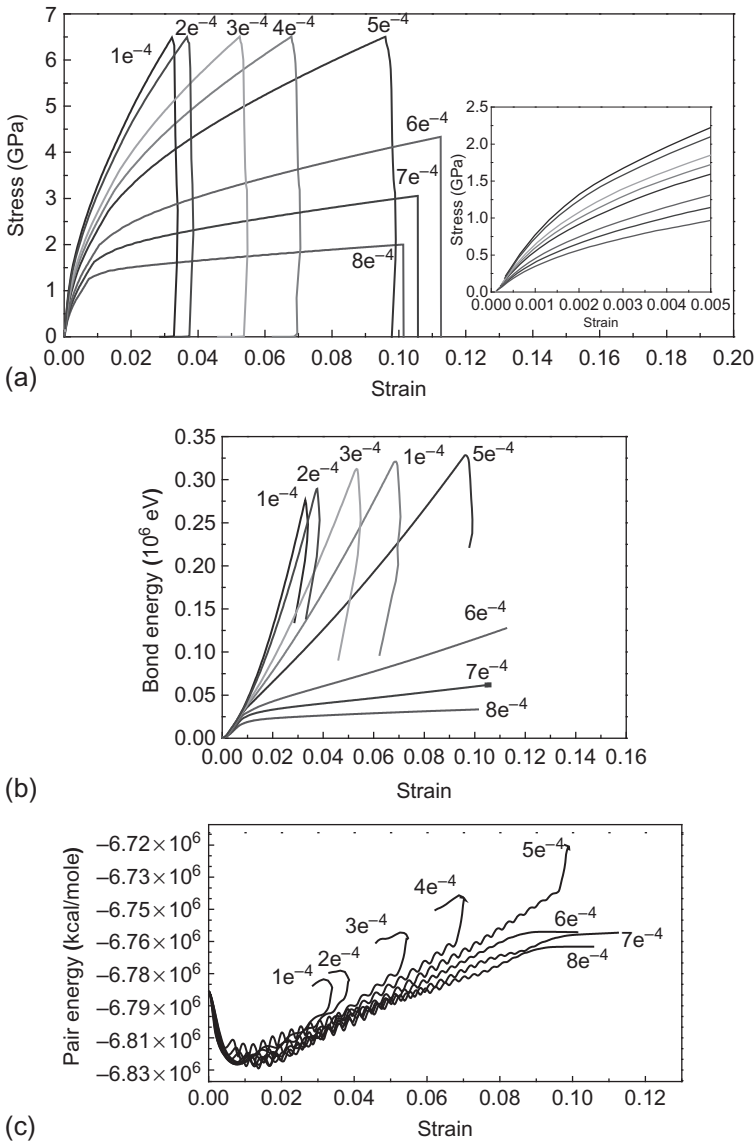 7
6
5
4
3
2
1
0
Stress (GPa)
1e⁻⁴
2e⁻⁴
3e⁻⁴
4e⁻⁴
5e⁻⁴
6e⁻⁴
7e⁻⁴
8e⁻⁴
2.5
2.0
1.5
1.0
0.5
0.0
Stress (GPa)
0.000 0.001 0.002 0.003 0.004 0.005
Strain
0.00 0.02 0.04 0.06 0.08 0.10 0.12 0.14 0.16 0.18 0.20
Strain
(a)
0.35
0.30
0.25
0.20
0.15
0.10
0.05
0.00
Bond energy (10⁶ eV)
1e⁻⁴
2e⁻⁴
3e⁻⁴
1e⁻⁴
5e⁻⁴
6e⁻⁴
7e⁻⁴
8e⁻⁴
0.00 0.02 0.04 0.06 0.08 0.10 0.12 0.14 0.16
Strain
(b)
−6.72×10⁶
−6.73×10⁶
−6.75×10⁶
−6.76×10⁶
−6.78×10⁶
−6.79×10⁶
−6.81×10⁶
−6.83×10⁶
Pair energy (kcal/mole)
1e⁻⁴
2e⁻⁴
3e⁻⁴
4e⁻⁴
5e⁻⁴
6e⁻⁴
7e⁻⁴
8e⁻⁴
0.00 0.02 0.04 0.06 0.08 0.10 0.12
Strain
(c)